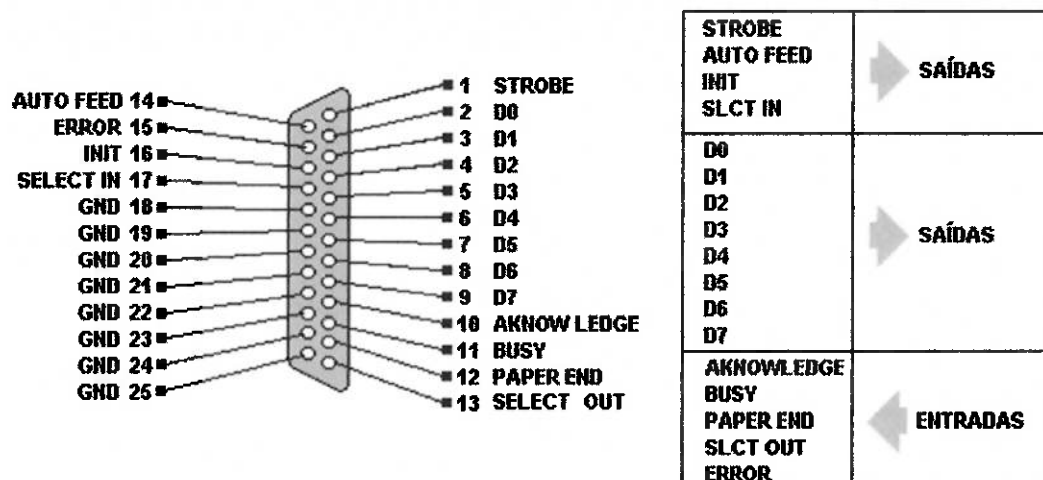 AUTO FEED 14
ERROR 15
INIT 16
SELECT IN 17
GND 18
GND 19
GND 20
GND 21
GND 22
GND 23
GND 24
GND 25
1 STROBE
2 D0
3 D1
4 D2
5 D3
6 D4
7 D5
8 D6
9 D7
10 AKNOW LEDGE
11 BUSY
12 PAPER END
13 SELECT OUT
STROBE
AUTO FEED
INIT
SLCT IN
SAÍDAS
D0
D1
D2
D3
D4
D5
D6
D7
SAÍDAS
AKNOWLEDGE
BUSY
PAPER END
SLCT OUT
ERROR
ENTRADAS